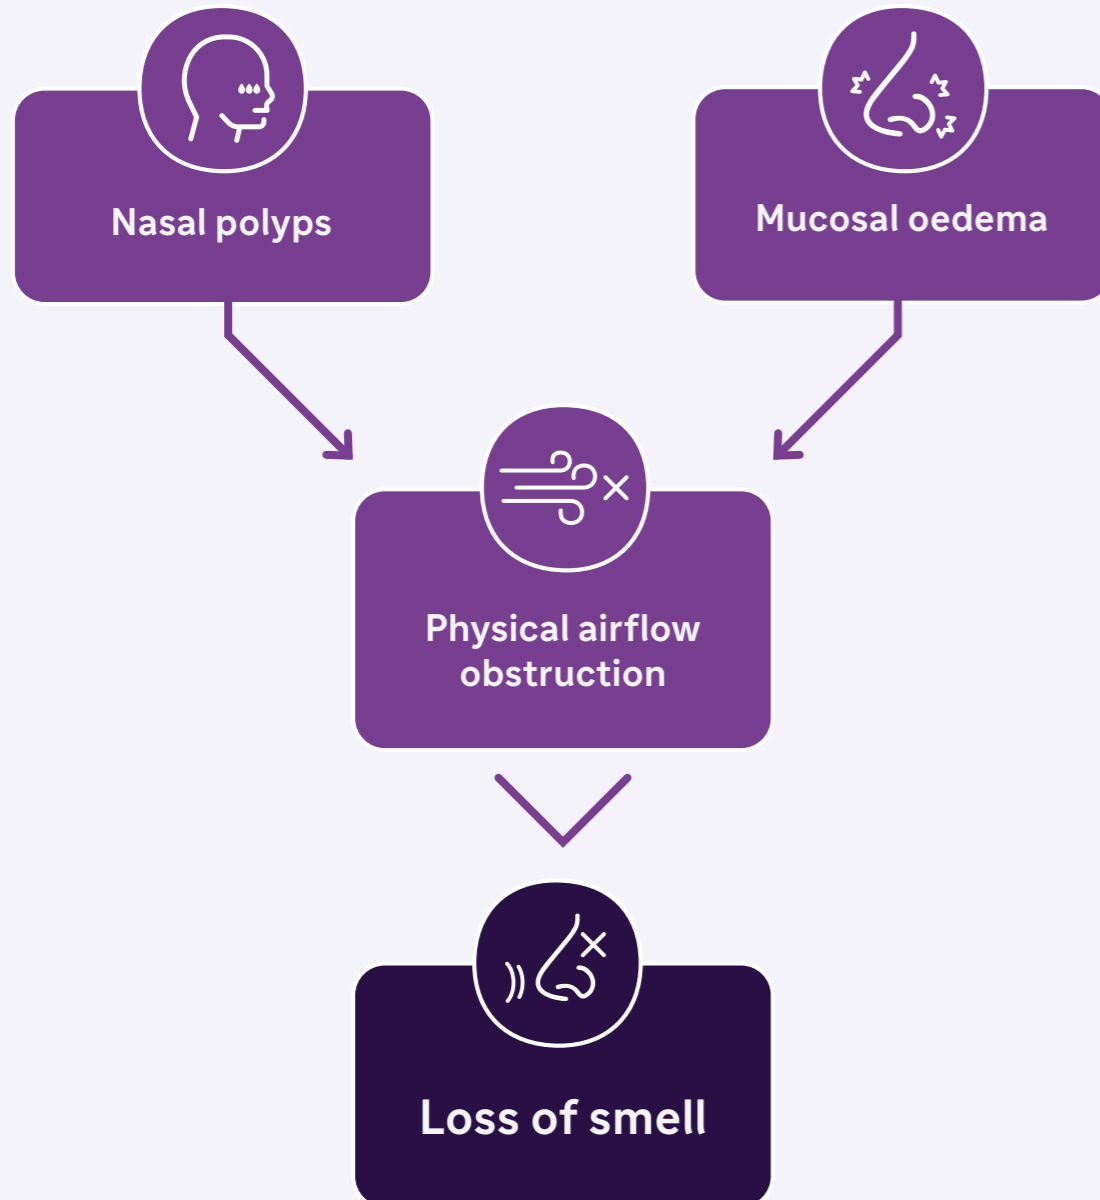 Nasal polyps
Mucosal oedema
Physical airflow
obstruction
Loss of smell